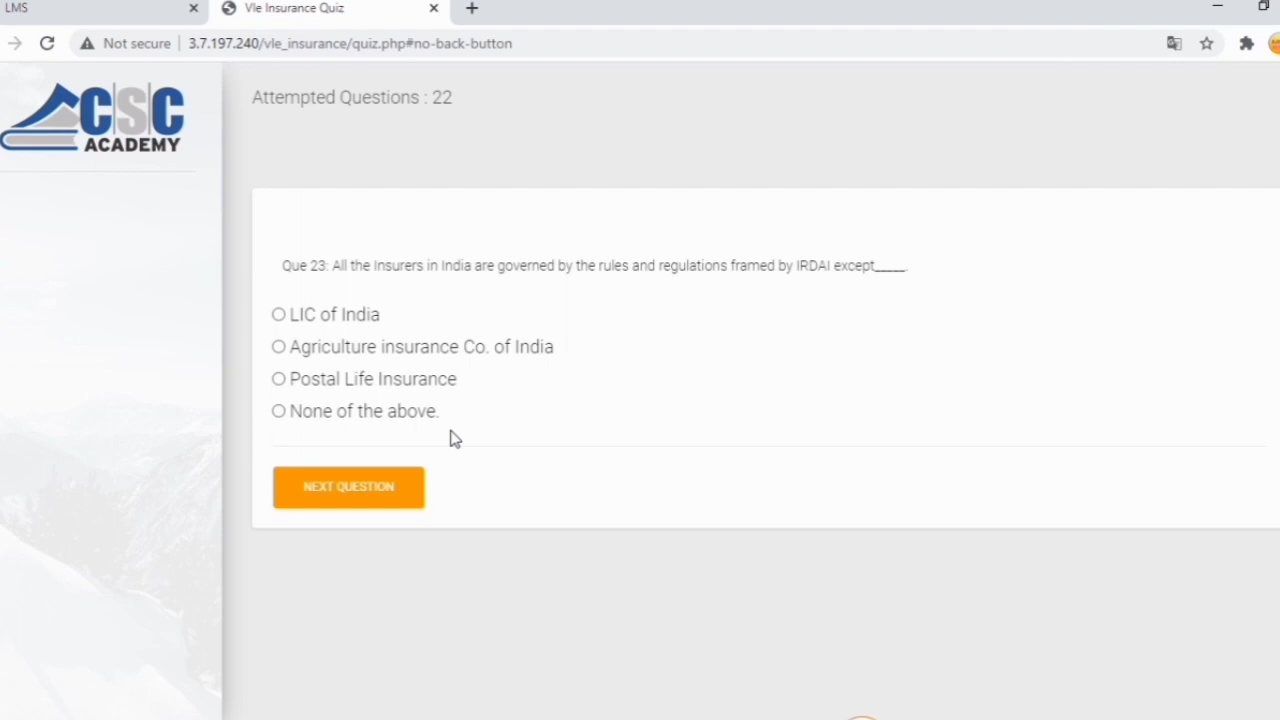 LMS
Vle Insurance Quiz
Not secure
3.7.197.240/vle_insurance/quiz.php#no-back-button
CSC
ACADEMY
Attempted Questions : 22
Que 23: All the Insurers in India are governed by the rules and regulations framed by IRDAI except_____.
LIC of India
Agriculture insurance Co. of India
Postal Life Insurance
None of the above.
NEXT QUESTION